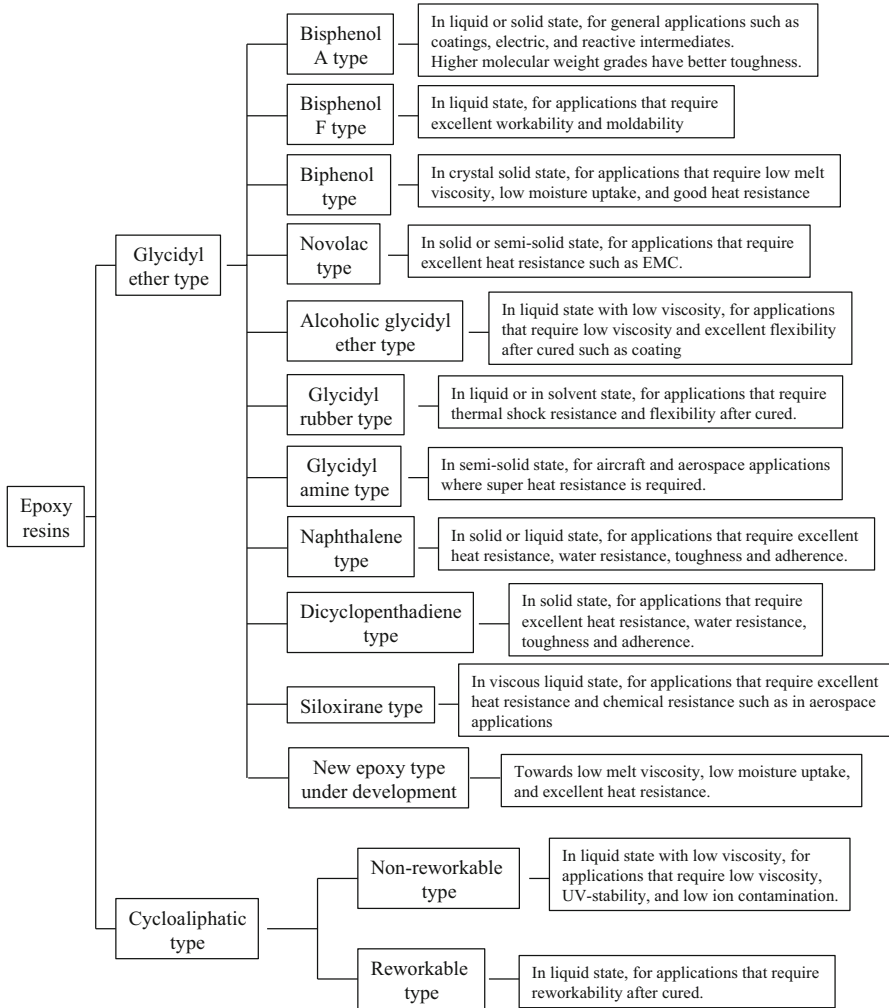 Epoxy
resins
Glycidyl
ether type
Bisphenol
A type
In liquid or solid state, for general applications such as
coatings, electric, and reactive intermediates.
Higher molecular weight grades have better toughness.
Bisphenol
F type
In liquid state, for applications that require
excellent workability and moldability
Biphenol
type
In crystal solid state, for applications that require low melt
viscosity, low moisture uptake, and good heat resistance
Novolac
type
In solid or semi-solid state, for applications that require
excellent heat resistance such as EMC.
Alcoholic glycidyl
ether type
In liquid state with low viscosity, for applications
that require low viscosity and excellent flexibility
after cured such as coating
Glycidyl
rubber type
In liquid or in solvent state, for applications that require
thermal shock resistance and flexibility after cured.
Glycidyl
amine type
In semi-solid state, for aircraft and aerospace applications
where super heat resistance is required.
Naphthalene
type
In solid or liquid state, for applications that require excellent
heat resistance, water resistance, toughness and adherence.
Dicyclopenthadiene
type
In solid state, for applications that require
excellent heat resistance, water resistance,
toughness and adherence.
Siloxirane type
In viscous liquid state, for applications that require excellent
heat resistance and chemical resistance such as in aerospace
applications
New epoxy type
under development
Towards low melt viscosity, low moisture uptake,
and excellent heat resistance.
Cycloaliphatic
type
Non-reworkable
type
In liquid state with low viscosity, for
applications that require low viscosity,
UV-stability, and low ion contamination.
Reworkable
type
In liquid state, for applications that require
reworkability after cured.